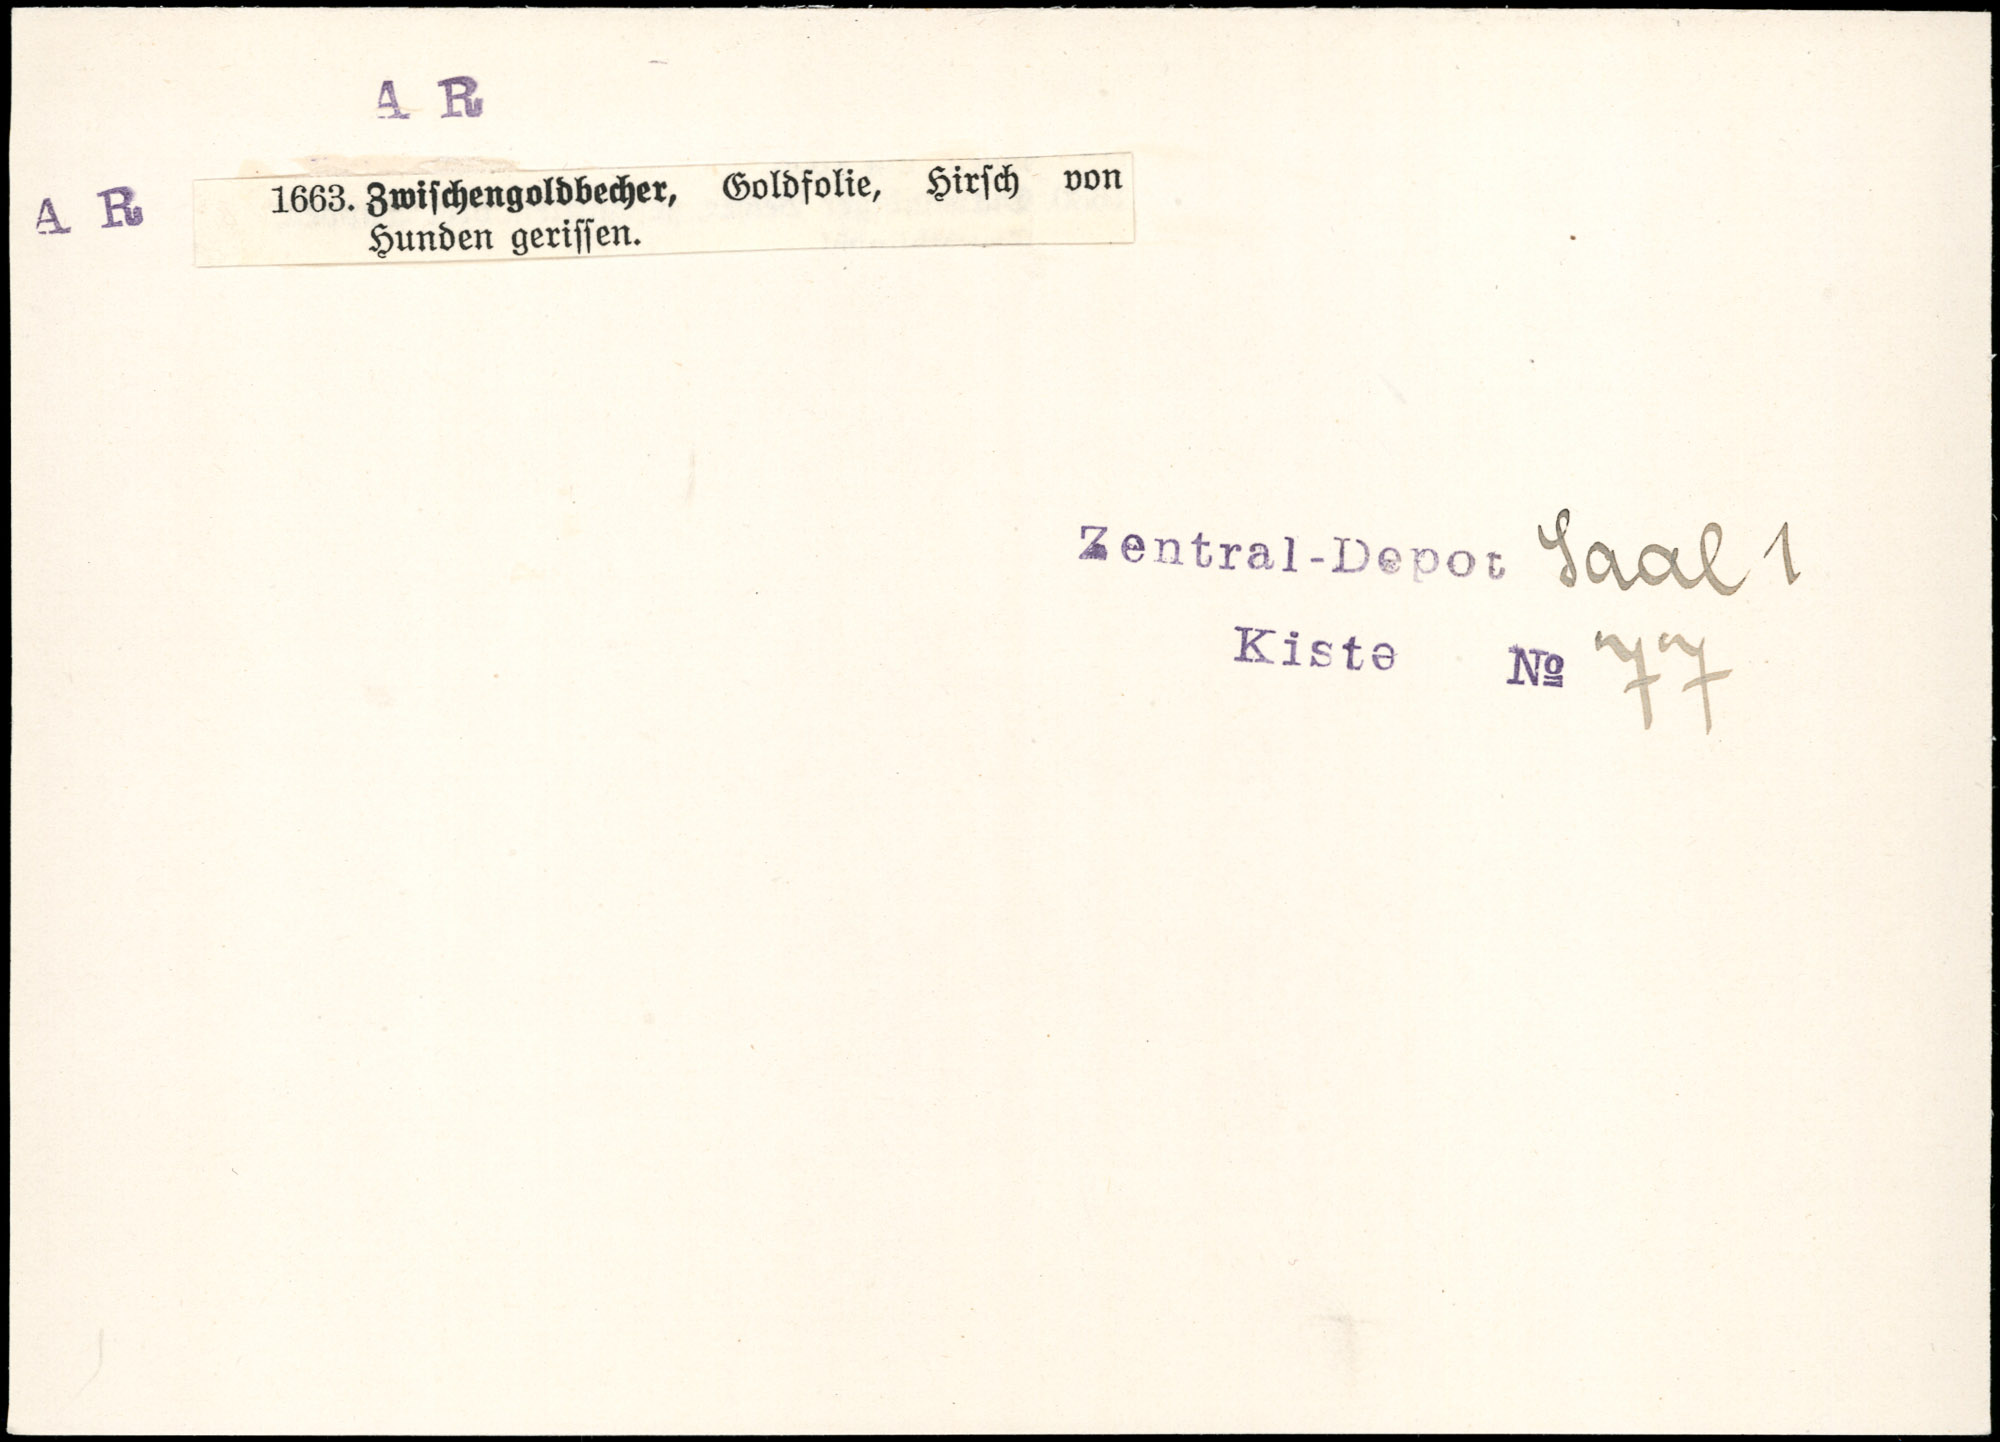 A R
A R
1663. Zwiſchengoldbecher, Goldfolie, Hirſch von
Hunden geriſſen.
Zentral-Depot Saal 1
Kiste № 77